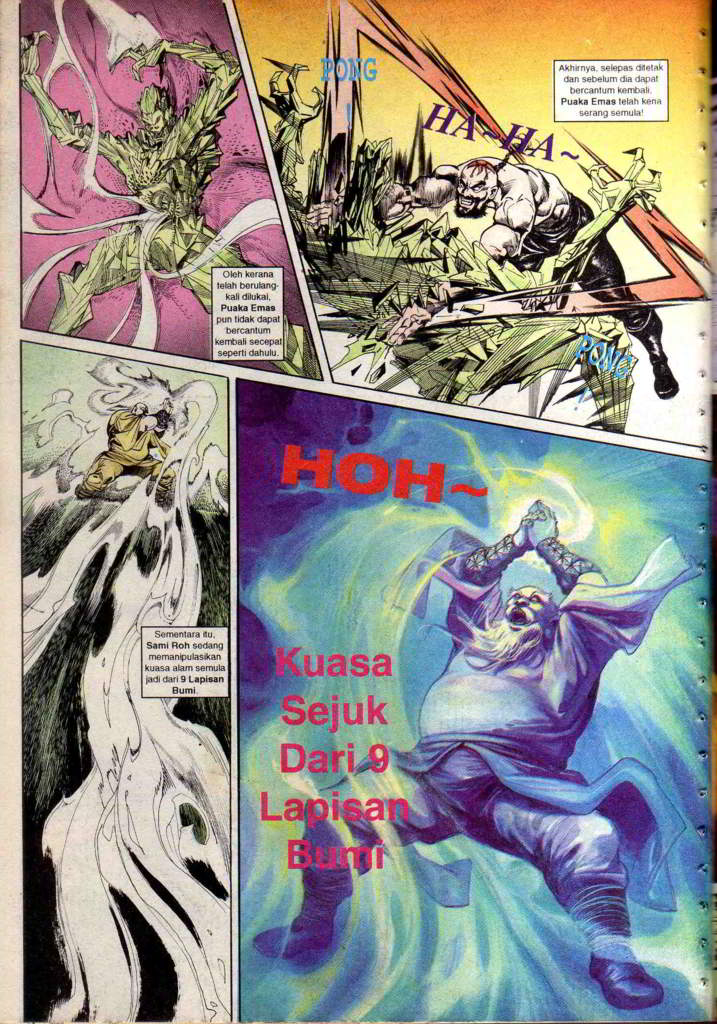 Oleh kerana
telah berulang-
kali dilukai,
Puaka Emas
pun tidak dapat
bercantum
kembali secepat
seperti dahulu.
PONG
!
HA~HA~
Akhirnya, selepas ditetak
dan sebelum dia dapat
bercantum kembali,
Puaka Emas telah kena
serang semula!
PONG
!
Sementara itu,
Sami Roh sedang
memanipulasikan
kuasa alam semula
jadi dari 9 Lapisan
Bumi.
HOH~
Kuasa
Sejuk
Dari 9
Lapisan
Bumi